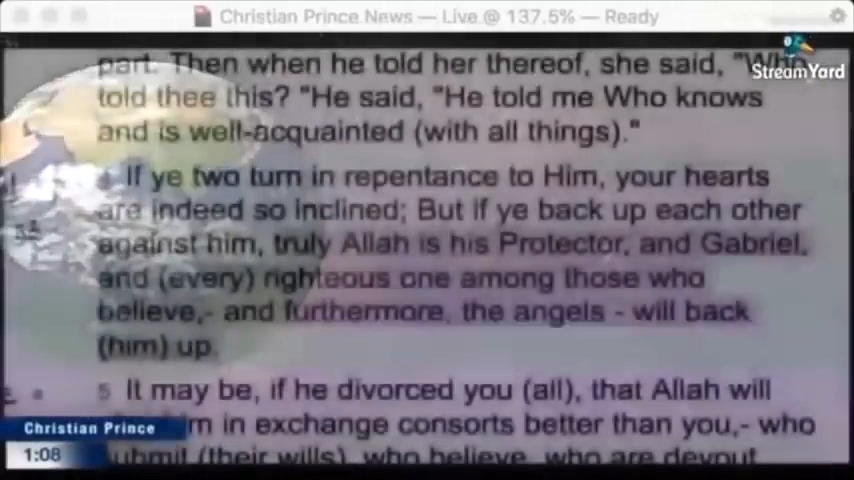 Christian Prince News — Live @ 137.5% — Ready
part. Then when he told her thereof, she said, "Who
StreamYard
told thee this? "He said, "He told me Who knows
and is well-acquainted (with all things)."
If ye two turn in repentance to Him, your hearts
are indeed so inclined; But if ye back up each other
against him, truly Allah is his Protector, and Gabriel,
and (every) righteous one among those who
believe,- and furthermore, the angels - will back
(him) up.
5 It may be, if he divorced you (all), that Allah will
in exchange consorts better than you,- who
submit (their wills), who believe, who are devout
Christian Prince
1:08